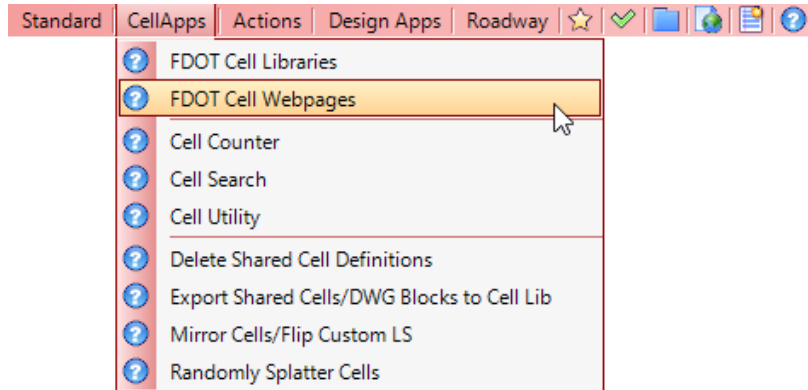 Standard CellApps Actions Design Apps Roadway
FDOT Cell Libraries
FDOT Cell Webpages
Cell Counter
Cell Search
Cell Utility
Delete Shared Cell Definitions
Export Shared Cells/DWG Blocks to Cell Lib
Mirror Cells/Flip Custom LS
Randomly Splatter Cells